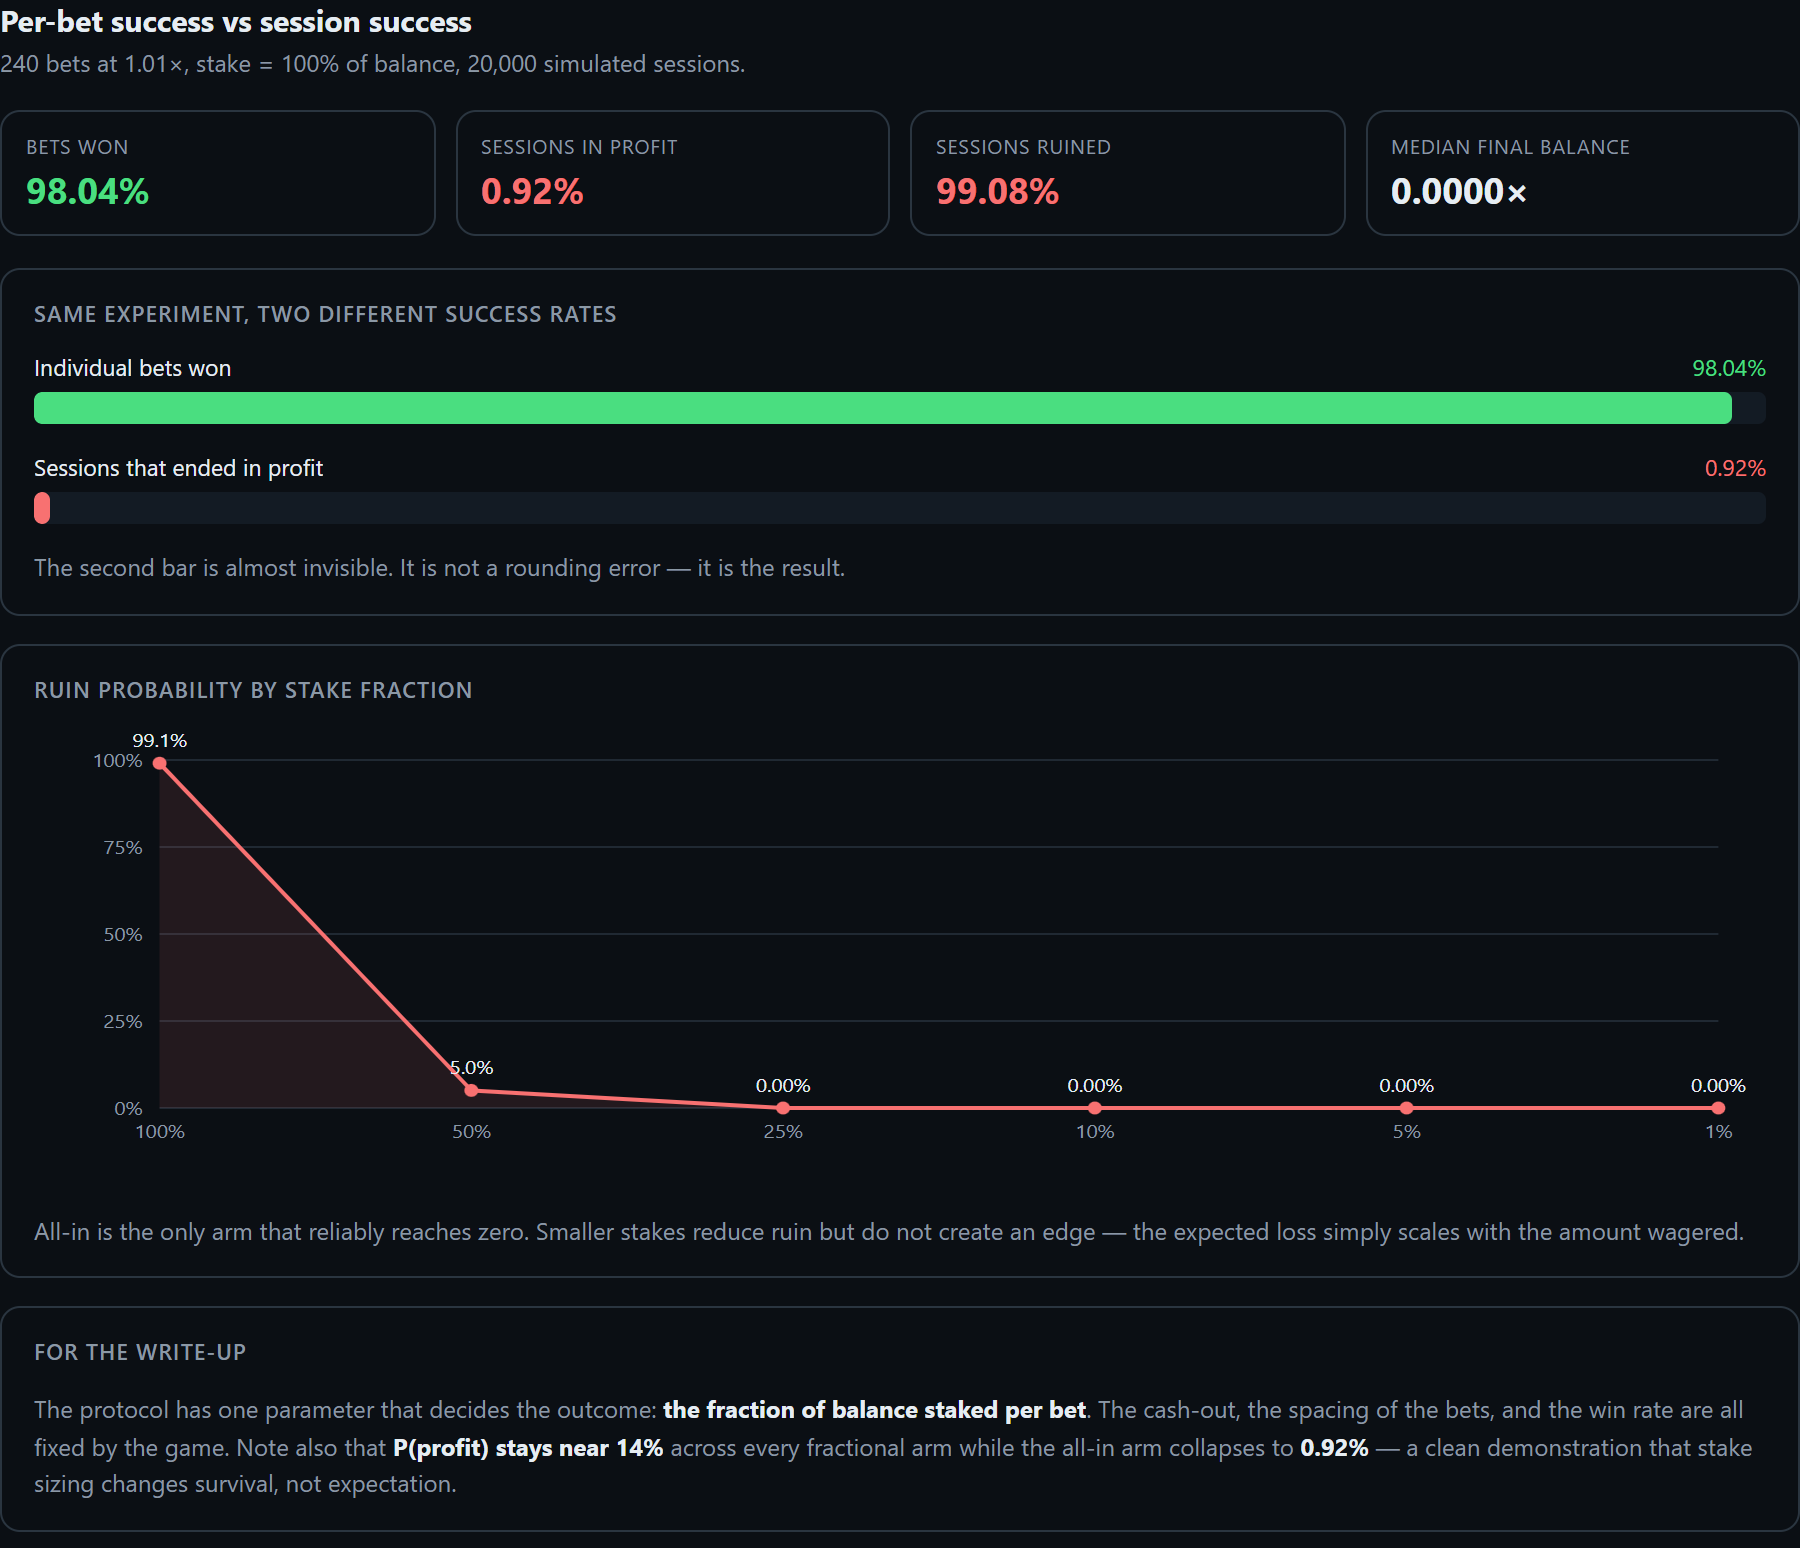 Per-bet success vs session success
240 bets at 1.01×, stake = 100% of balance, 20,000 simulated sessions.
BETS WON
98.04%
SESSIONS IN PROFIT
0.92%
SESSIONS RUINED
99.08%
MEDIAN FINAL BALANCE
0.0000×
SAME EXPERIMENT, TWO DIFFERENT SUCCESS RATES
Individual bets won
98.04%
Sessions that ended in profit
0.92%
The second bar is almost invisible. It is not a rounding error — it is the result.
RUIN PROBABILITY BY STAKE FRACTION
99.1%
100%
75%
50%
25%
5.0%
0.00%
0.00%
0.00%
0.00%
0%
100%
50%
25%
10%
5%
1%
All-in is the only arm that reliably reaches zero. Smaller stakes reduce ruin but do not create an edge — the expected loss simply scales with the amount wagered.
FOR THE WRITE-UP
The protocol has one parameter that decides the outcome: the fraction of balance staked per bet. The cash-out, the spacing of the bets, and the win rate are all
fixed by the game. Note also that P(profit) stays near 14% across every fractional arm while the all-in arm collapses to 0.92% — a clean demonstration that stake
sizing changes survival, not expectation.